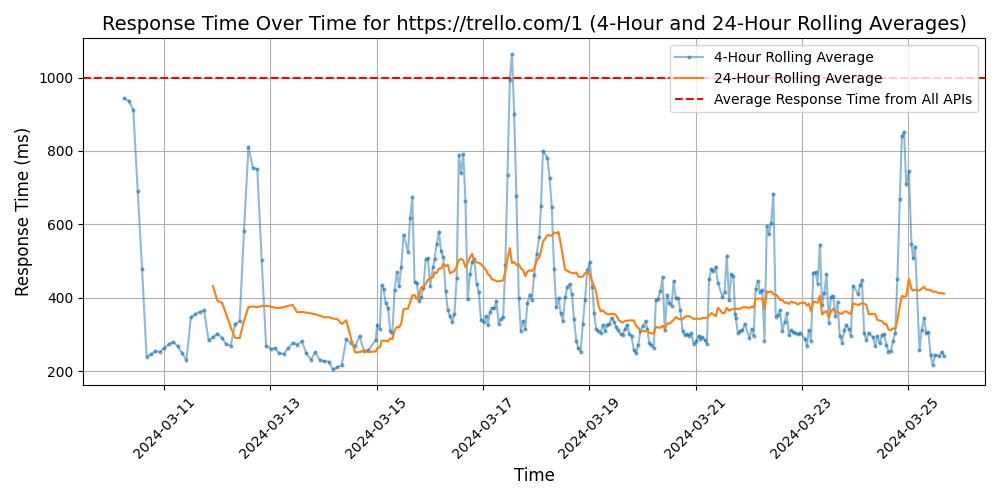 Response Time Over Time for https://trello.com/1 (4-Hour and 24-Hour Rolling Averages)
4-Hour Rolling Average
24-Hour Rolling Average
Average Response Time from All APIs
Response Time (ms)
1000
800
600
400
200
2024-03-11
2024-03-13
2024-03-15
2024-03-17
2024-03-19
2024-03-21
2024-03-23
2024-03-25
Time